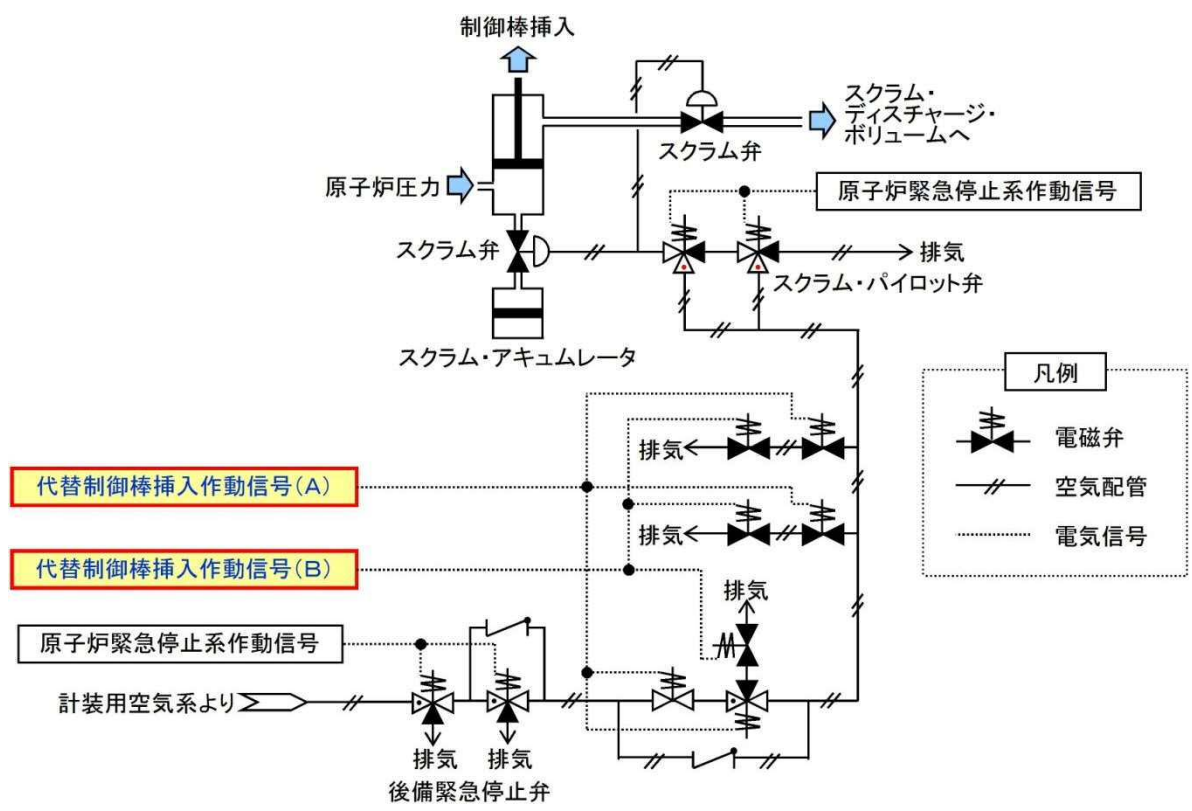 制御棒挿入
スクラム・
ディスチャージ・
ボリュームへ
スクラム弁
原子炉圧力
原子炉緊急停止系作動信号
スクラム弁
排気
スクラム・パイロット弁
スクラム・アキュムレータ
凡例
電磁弁
排気
代替制御棒挿入作動信号(A)
空気配管
排気
電気信号
代替制御棒挿入作動信号(B)
排気
原子炉緊急停止系作動信号
計装用空気系より
排気
排気
後備緊急停止弁